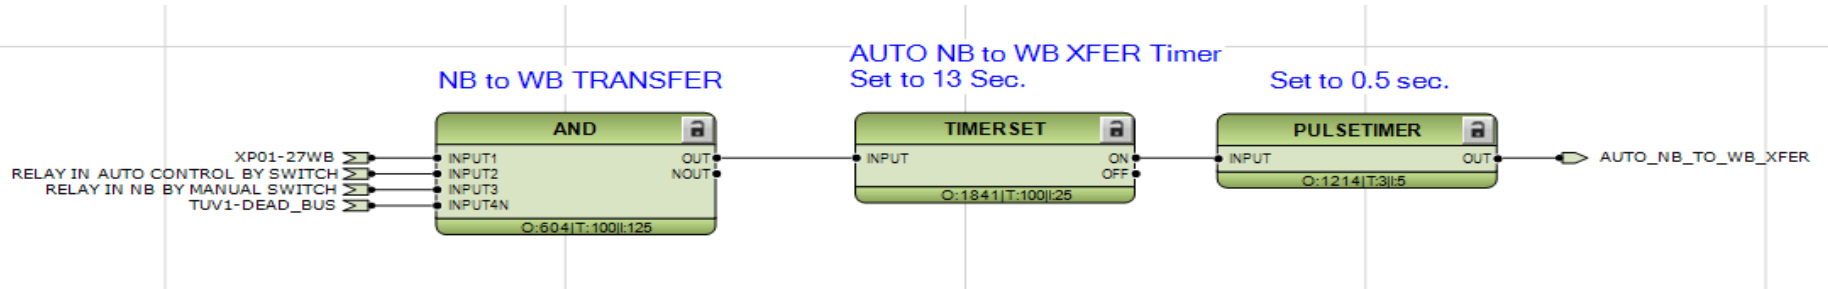 AUTO NB to WB XFER Timer
NB to WB TRANSFER
Set to 13 Sec.
Set to 0.5 sec.
AND
TIMERSET
PULSETIMER
XP01-27WB
INPUT1
OUT
INPUT
ON
INPUT
OUT
AUTO_NB_TO_WB_XFER
RELAY IN AUTO CONTROL BY SWITCH
INPUT2
NOUT
OFF
RELAY IN NB BY MANUAL SWITCH
INPUT3
TUV1-DEAD_BUS
INPUT4N
O:604|T:100|I:125
O:1841|T:100|I:25
O:1214|T:3|I:5